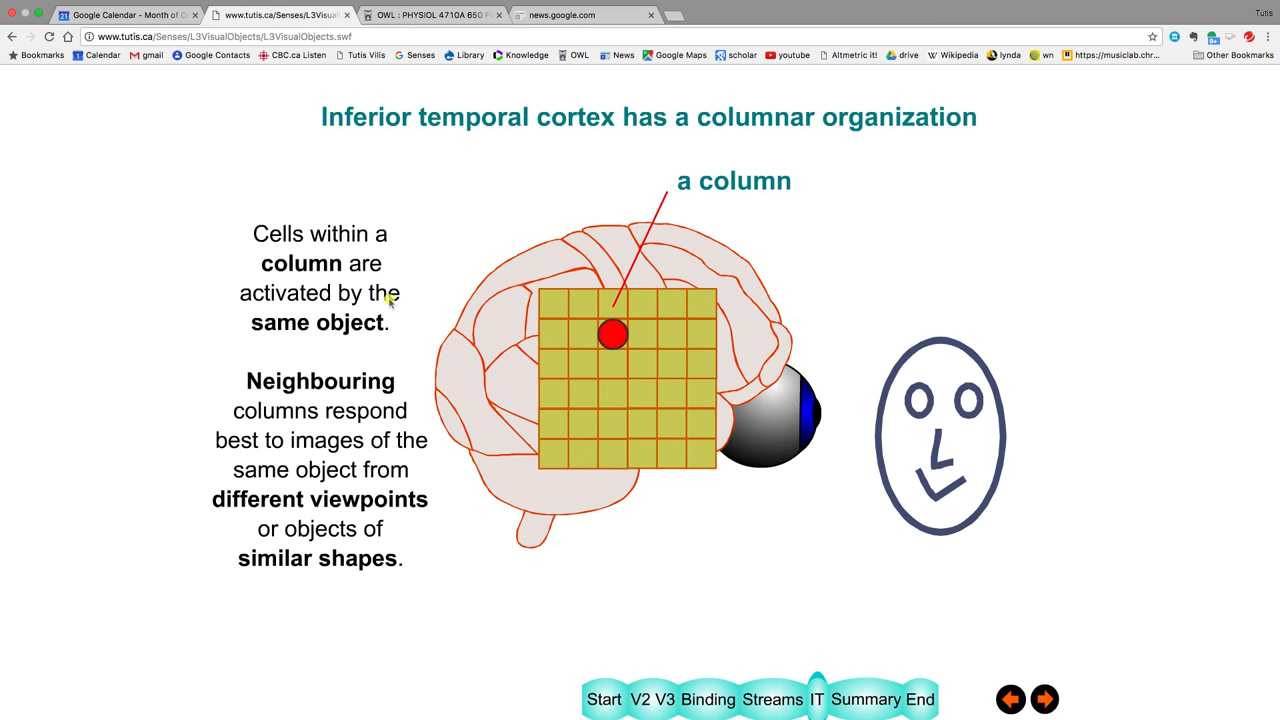 Google Calendar - Month of O
www.tutis.ca/Senses/L3Visual
OWL : PHYSIOL 4710A 650 F
news.google.com
Tutis
www.tutis.ca/Senses/L3VisualObjects/L3VisualObjects.swf
Bookmarks Calendar gmail Google Contacts CBC.ca Listen Tutis Vilis Senses Library Knowledge OWL News Google Maps scholar youtube Altmetric it! drive Wikipedia lynda wn https://musiclab.chr... Other Bookmarks
Inferior temporal cortex has a columnar organization
a column
Cells within a
column are
activated by the
same object.
Neighbouring
columns respond
best to images of the
same object from
different viewpoints
or objects of
similar shapes.
Start V2 V3 Binding Streams IT Summary End